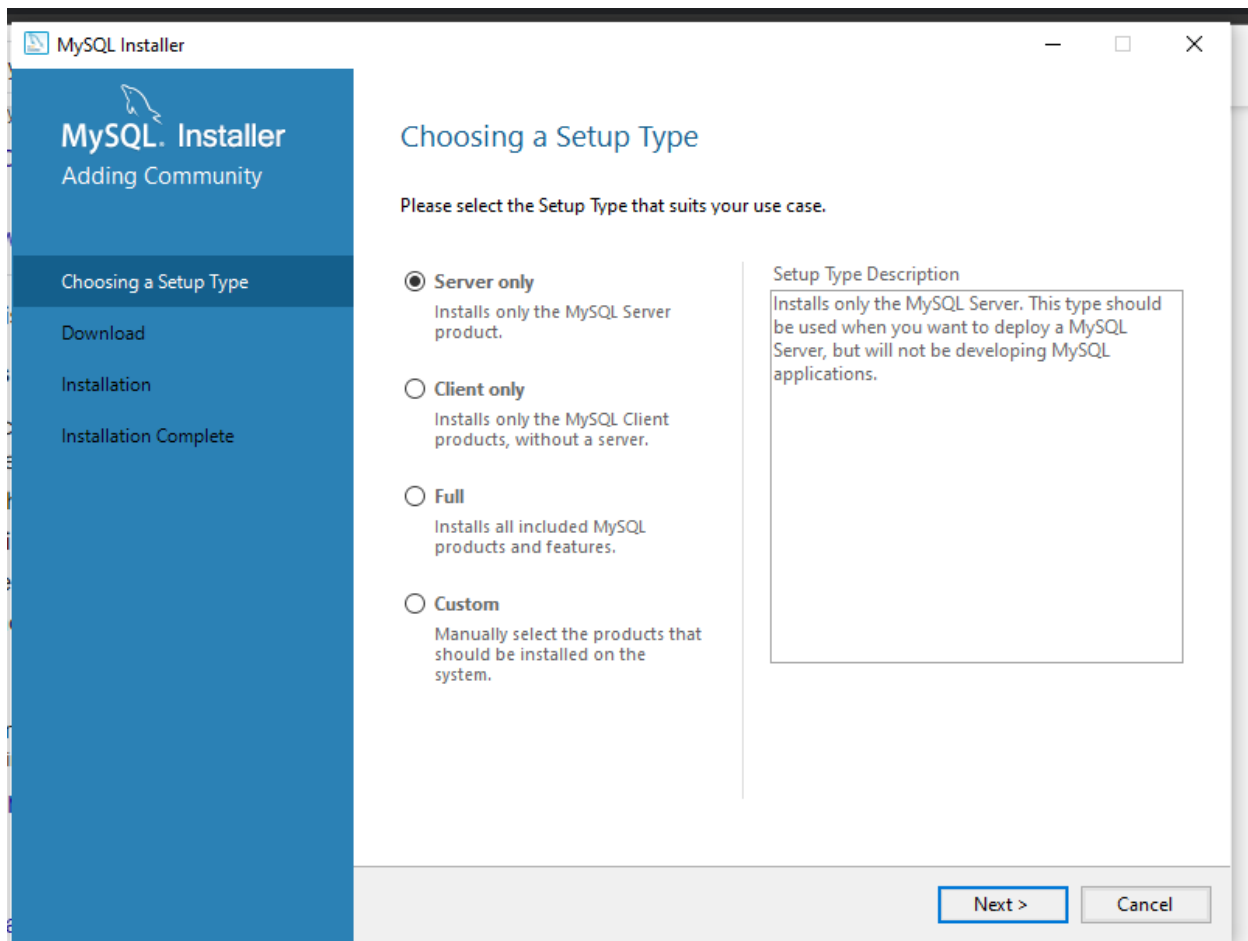 MySQL Installer
MySQL. Installer
Adding Community
Choosing a Setup Type
Download
Installation
Installation Complete
Choosing a Setup Type
Please select the Setup Type that suits your use case.
Server only
Installs only the MySQL Server
product.
Client only
Installs only the MySQL Client
products, without a server.
Full
Installs all included MySQL
products and features.
Custom
Manually select the products that
should be installed on the
system.
Setup Type Description
Installs only the MySQL Server. This type should
be used when you want to deploy a MySQL
Server, but will not be developing MySQL
applications.
Next >
Cancel